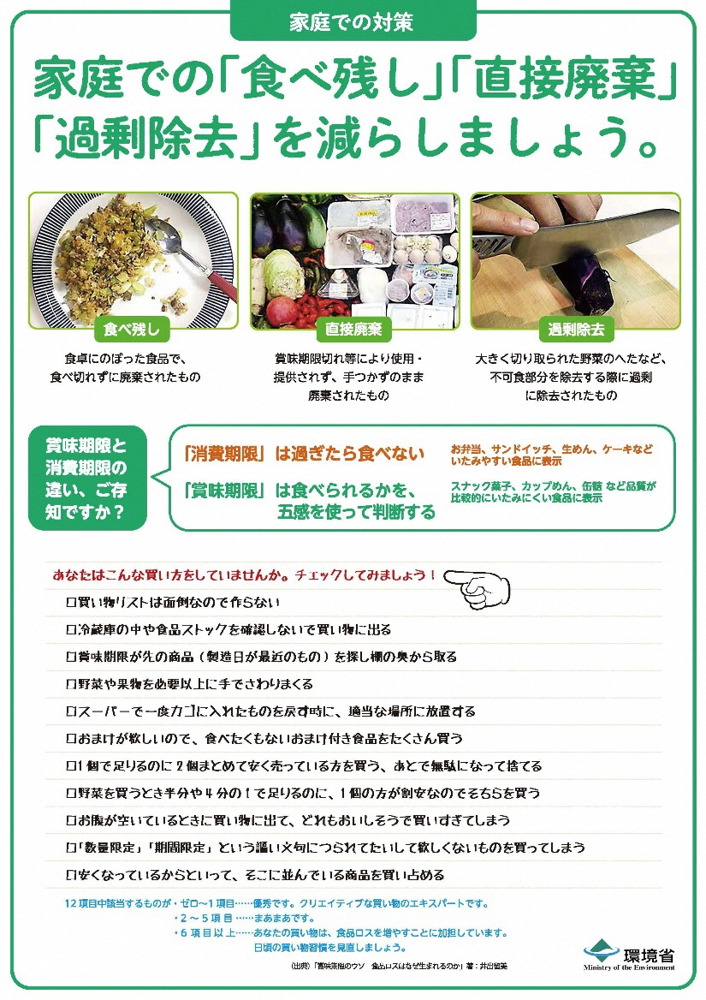 家庭での対策
家庭での「食べ残し」「直接廃棄」
「過剰除去」を減らしましょう。
食べ残し
食卓にのぼった食品で、
食べ切れずに廃棄されたもの
直接廃棄
賞味期限切れ等により使用・
提供されず、手つかずのまま
廃棄されたもの
過剰除去
大きく切り取られた野菜のへたなど、
不可食部分を除去する際に過剰
に除去されたもの
賞味期限と
消費期限の
違い、ご存
知ですか？
「消費期限」は過ぎたら食べない
お弁当、サンドイッチ、生めん、ケーキなど
いたみやすい食品に表示
「賞味期限」は食べられるかを、
五感を使って判断する
スナック菓子、カップめん、缶詰 など品質が
比較的にいたみにくい食品に表示
あなたはこんな買い方をしていませんか。チェックしてみましょう！
□買い物リストは面倒なので作らない
□冷蔵庫の中や食品ストックを確認しないで買い物に出る
□賞味期限が先の商品（製造日が最近のもの）を探し棚の奥から取る
□野菜や果物を必要以上に手でさわりまくる
□スーパーで一度カゴに入れたものを戻す時に、適当な場所に放置する
□おまけが欲しいので、食べたくもないおまけ付き食品をたくさん買う
□1個で足りるのに2個まとめて安く売っている方を買う、あとで無駄になって捨てる
□野菜を買うとき半分や4分の1で足りるのに、1個の方が割安なのでそちらを買う
□お腹が空いているときに買い物に出て、どれもおいしそうで買いすぎてしまう
□「数量限定」「期間限定」という謳い文句につられてたいして欲しくないものを買ってしまう
□安くなっているからといって、そこに並んでいる商品を買い占める
12項目中該当するものが・ゼロ～1項目……優秀です。クリエイティブな買い物のエキスパートです。
・2～5項目……まあまあです。
・6項目以上……あなたの買い物は、食品ロスを増やすことに加担しています。
日頃の買い物習慣を見直しましょう。
（出典）「賞味期限のウソ 食品ロスはなぜ生まれるのか」著：井出留美
環境省
Ministry of the Environment